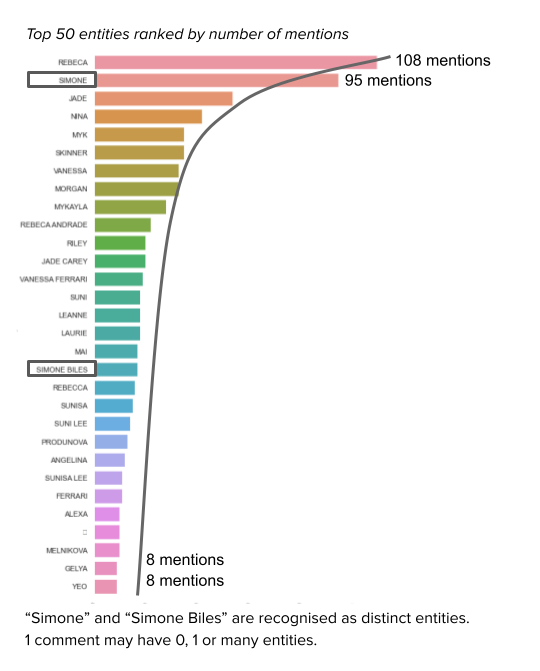 Top 50 entities ranked by number of mentions
REBECA
108 mentions
SIMONE
95 mentions
JADE
NINA
MYK
SKINNER
VANESSA
MORGAN
MYKAYLA
REBECA ANDRADE
RILEY
JADE CAREY
VANESSA FERRARI
SUNI
LEANNE
LAURIE
MAI
SIMONE BILES
REBECCA
SUNISA
SUNI LEE
PRODUNOVA
ANGELINA
SUNISA LEE
FERRARI
ALEXA
MELNIKOVA
8 mentions
GELYA
8 mentions
YEO
“Simone” and “Simone Biles” are recognised as distinct entities.
1 comment may have 0, 1 or many entities.